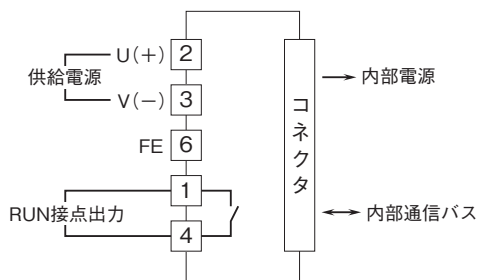 供給電源
U(+) 2
V(−) 3
FE 6
RUN接点出力
1
4
コネクタ
内部電源
内部通信バス